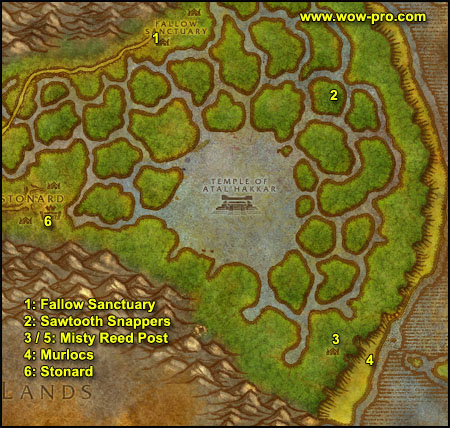 www.wow-pro.com
FALLOW
SANCTUARY
1
2
TEMPLE OF
ATAL'HAKKAR
STONARD
6
1: Fallow Sanctuary
2: Sawtooth Snappers
3 / 5: Misty Reed Post
4: Murlocs
6: Stonard
3
4
LANDS